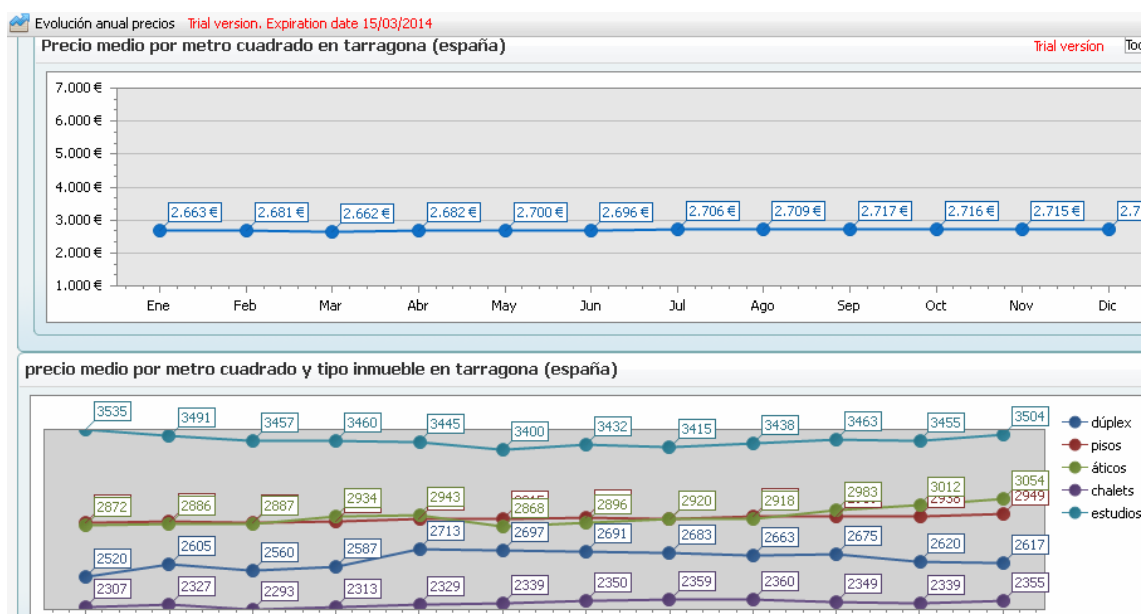 Evolución anual precios Trial version. Expiration date 15/03/2014
Precio medio por metro cuadrado en tarragona (españa) Trial versión
7.000 €
6.000 €
5.000 €
4.000 €
3.000 €
2.000 €
1.000 €
2.663 € 2.681 € 2.662 € 2.682 € 2.700 € 2.696 € 2.706 € 2.709 € 2.717 € 2.716 € 2.715 €
Ene Feb Mar Abr May Jun Jul Ago Sep Oct Nov Dic
precio medio por metro cuadrado y tipo inmueble en tarragona (españa)
3535 3491 3457 3460 3445 3400 3432 3415 3438 3463 3455 3504
2872 2886 2887 2934 2943 2868 2896 2920 2918 2983 3012 3054
2938 2949
2520 2605 2560 2587 2713 2697 2691 2683 2663 2675 2620 2617
2307 2327 2293 2313 2329 2339 2350 2359 2360 2349 2339 2355
dúplex
pisos
áticos
chalets
estudios